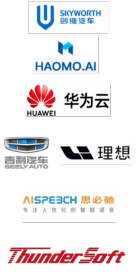 SKYWORTH
创维汽车
HAOMO.AI
HUAWEI
华为云
吉利汽车
GEELY AUTO
理想
AISPEECH 思必驰
专注人性化的智能语音
ThunderSoft